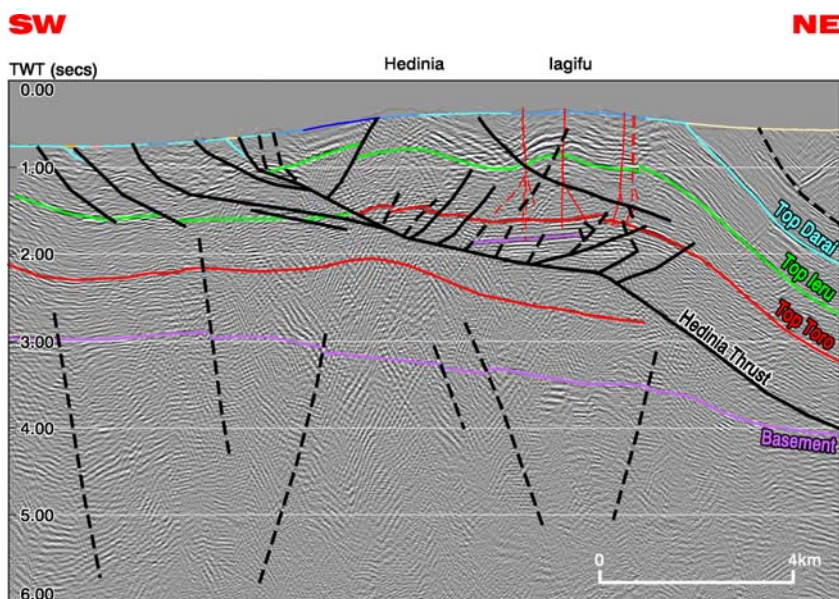 SW NE
TWT (secs) Hedinia Iagifu
0.00
1.00
2.00
3.00
4.00
5.00
6.00
Top Darai
Top Ieru
Top Toro
Hedinia Thrust
Basement
0 4km